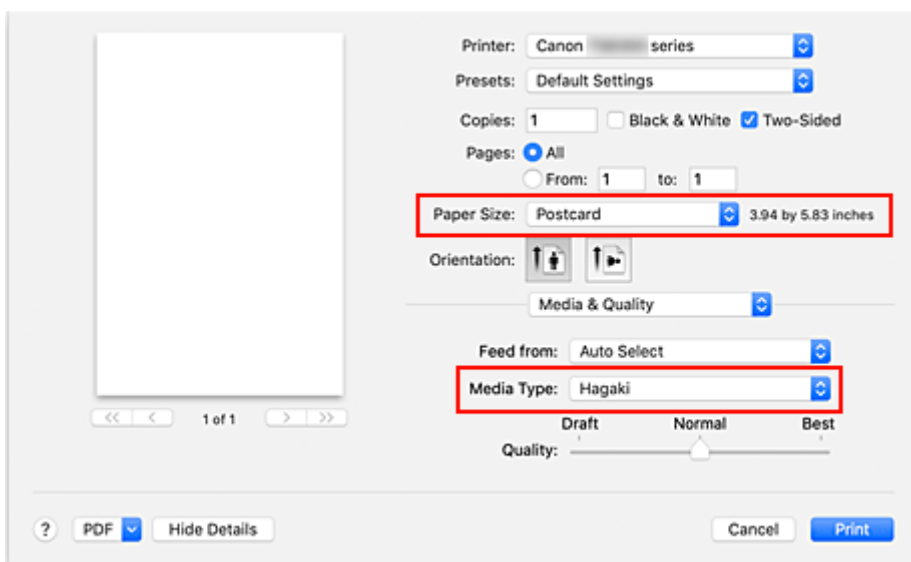 Printer: Canon series
Presets: Default Settings
Copies: 1 Black & White Two-Sided
Pages: All
From: 1 to: 1
Paper Size: Postcard 3.94 by 5.83 inches
Orientation:
Media & Quality
Feed from: Auto Select
Media Type: Hagaki
<< < 1 of 1 > >>
Draft Normal Best
Quality:
? PDF Hide Details Cancel Print